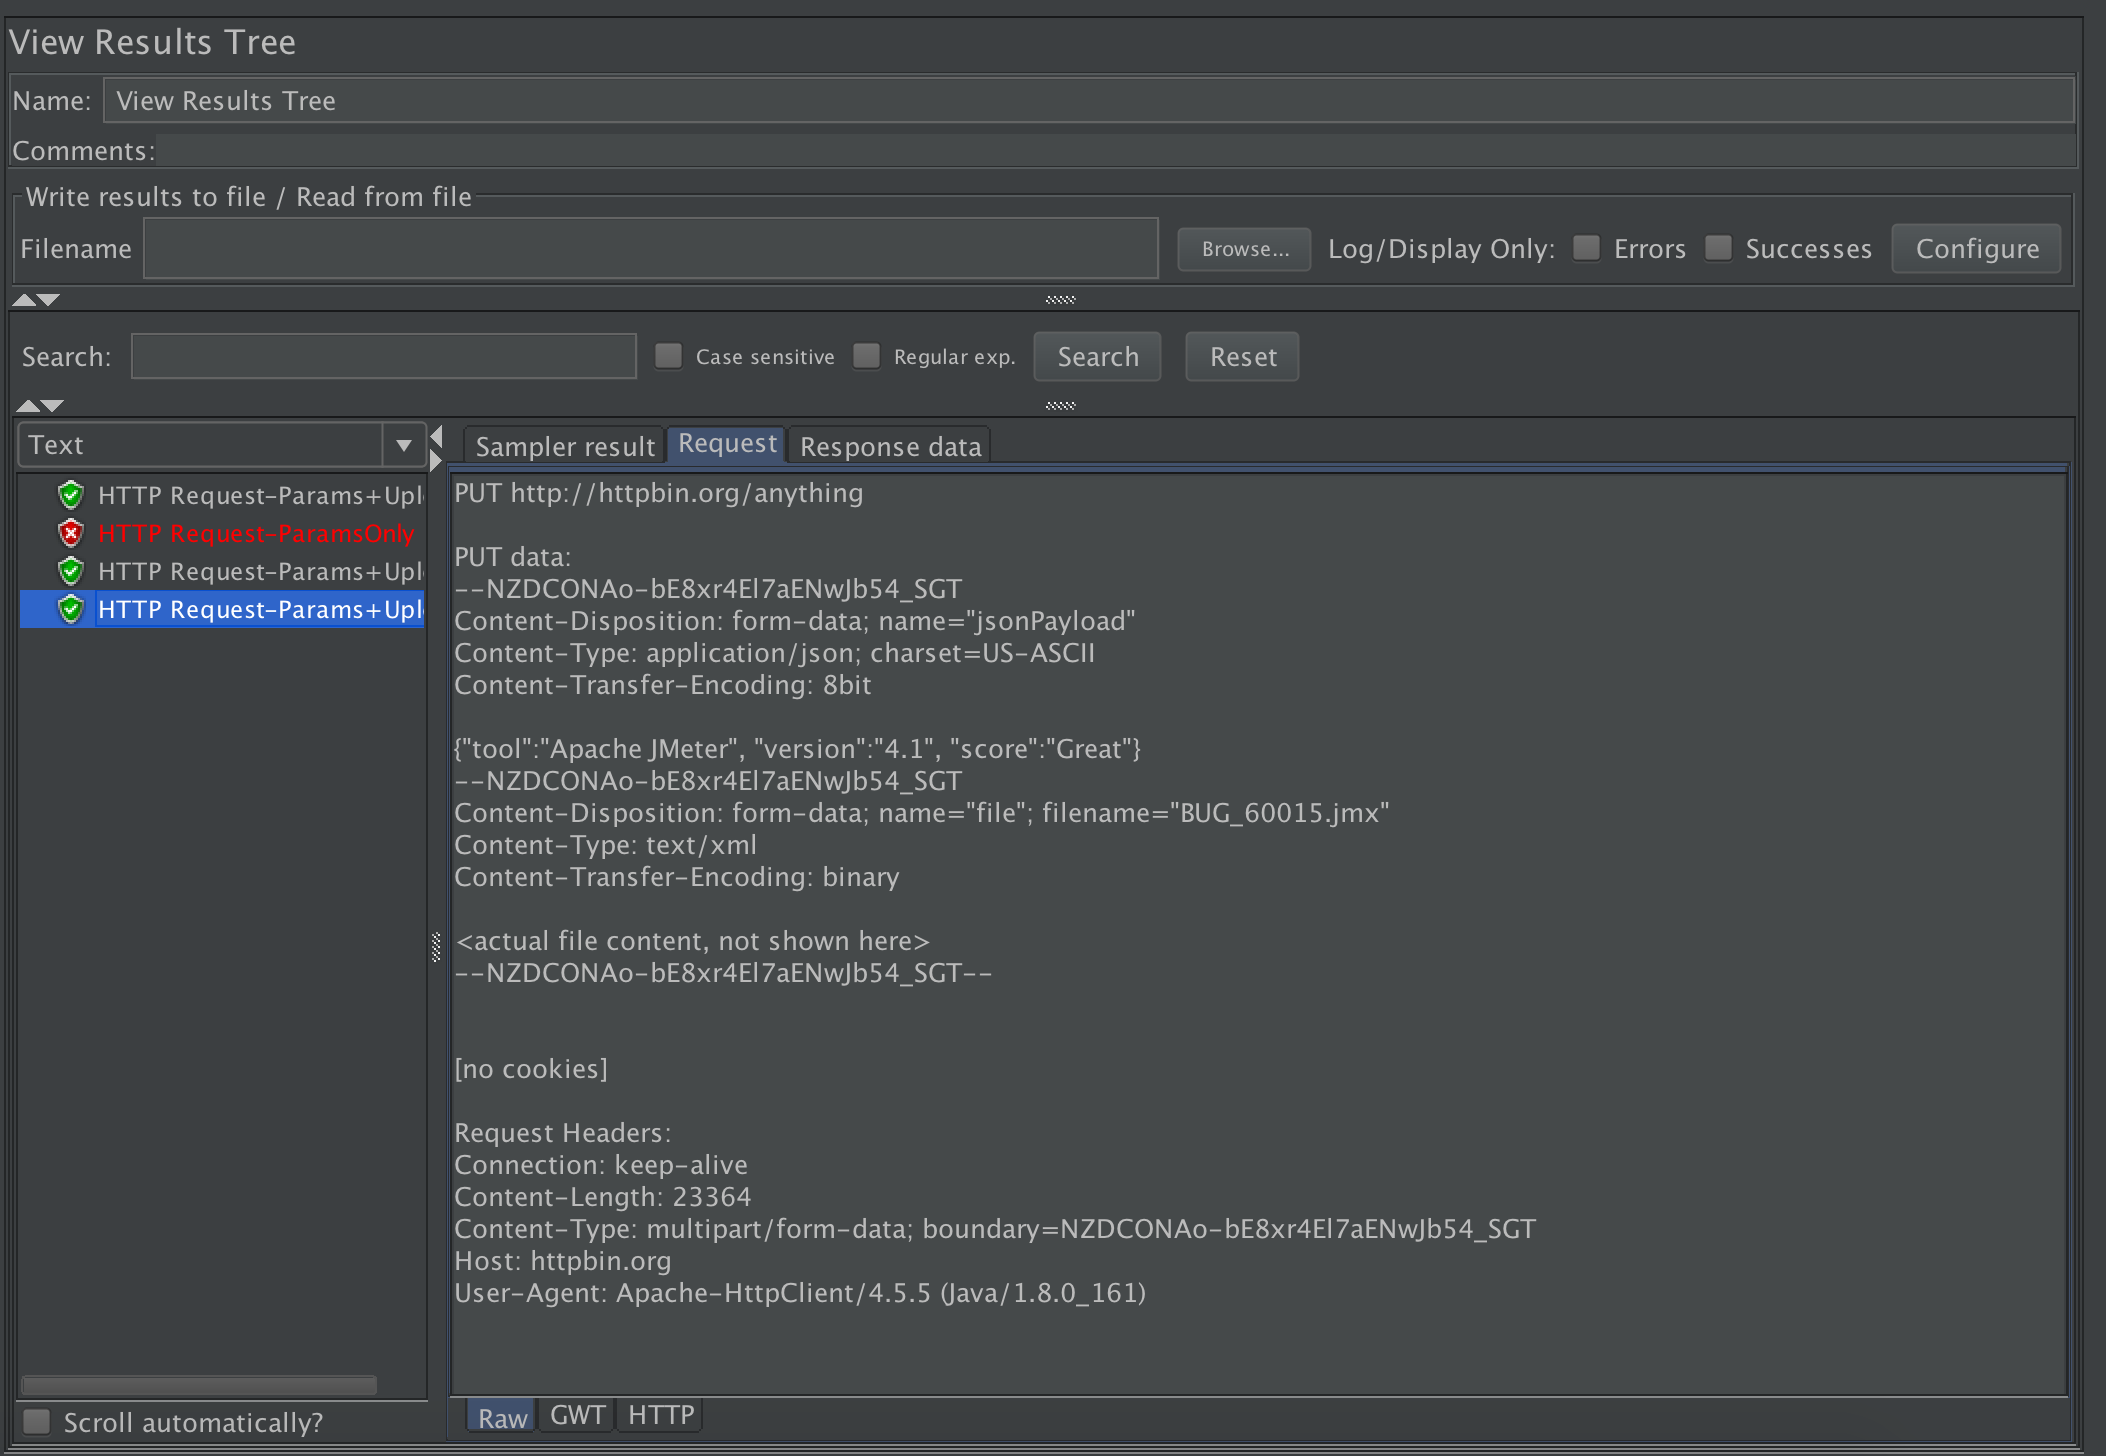 View Results Tree
Name: View Results Tree
Comments:
Write results to file / Read from file
Filename Browse... Log/Display Only: Errors Successes Configure
Search: Case sensitive Regular exp. Search Reset
Text
HTTP Request-Params+Upl
HTTP Request-ParamsOnly
HTTP Request-Params+Upl
HTTP Request-Params+Upl
Scroll automatically?
Sampler result Request Response data
PUT http://httpbin.org/anything
PUT data:
--NZDCONAo-bE8xr4El7aENwJb54_SGT
Content-Disposition: form-data; name="jsonPayload"
Content-Type: application/json; charset=US-ASCII
Content-Transfer-Encoding: 8bit
{"tool":"Apache JMeter", "version":"4.1", "score":"Great"}
--NZDCONAo-bE8xr4El7aENwJb54_SGT
Content-Disposition: form-data; name="file"; filename="BUG_60015.jmx"
Content-Type: text/xml
Content-Transfer-Encoding: binary
<actual file content, not shown here>
--NZDCONAo-bE8xr4El7aENwJb54_SGT--
[no cookies]
Request Headers:
Connection: keep-alive
Content-Length: 23364
Content-Type: multipart/form-data; boundary=NZDCONAo-bE8xr4El7aENwJb54_SGT
Host: httpbin.org
User-Agent: Apache-HttpClient/4.5.5 (Java/1.8.0_161)
Raw GWT HTTP